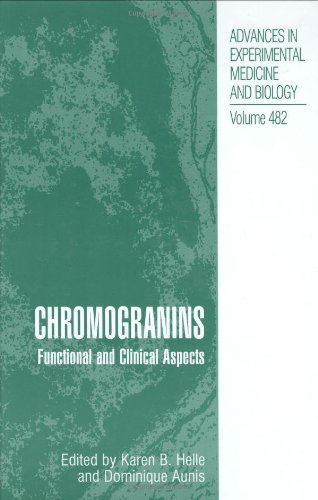 ADVANCES IN
EXPERIMENTAL
MEDICINE
AND BIOLOGY
Volume 482
CHROMOGRANINS
Functional and Clinical Aspects
Edited by Karen B. Helle
and Dominique Aunis